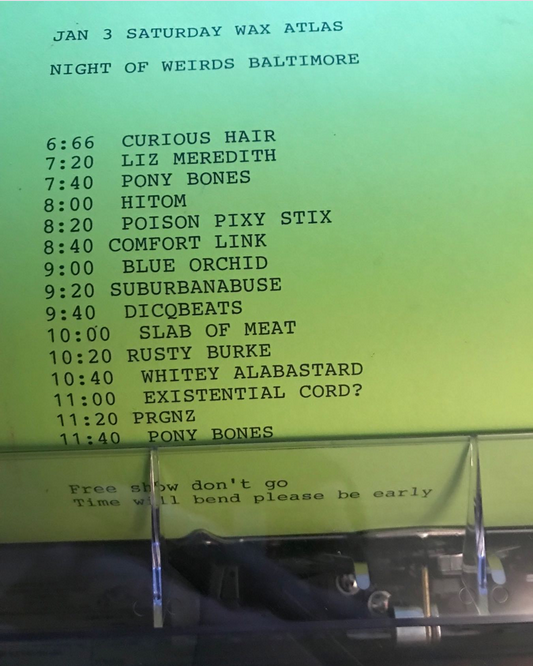 JAN 3 SATURDAY WAX ATLAS
NIGHT OF WEIRDS BALTIMORE
6:66 CURIOUS HAIR
7:20 LIZ MEREDITH
7:40 PONY BONES
8:00 HITOM
8:20 POISON PIXY STIX
8:40 COMFORT LINK
9:00 BLUE ORCHID
9:20 SUBURBANABUSE
9:40 DICQBEATS
10:00 SLAB OF MEAT
10:20 RUSTY BURKE
10:40 WHITEY ALABASTARD
11:00 EXISTENTIAL CORD?
11:20 PRGNZ
11:40 PONY BONES
Free show don't go
Time will bend please be early